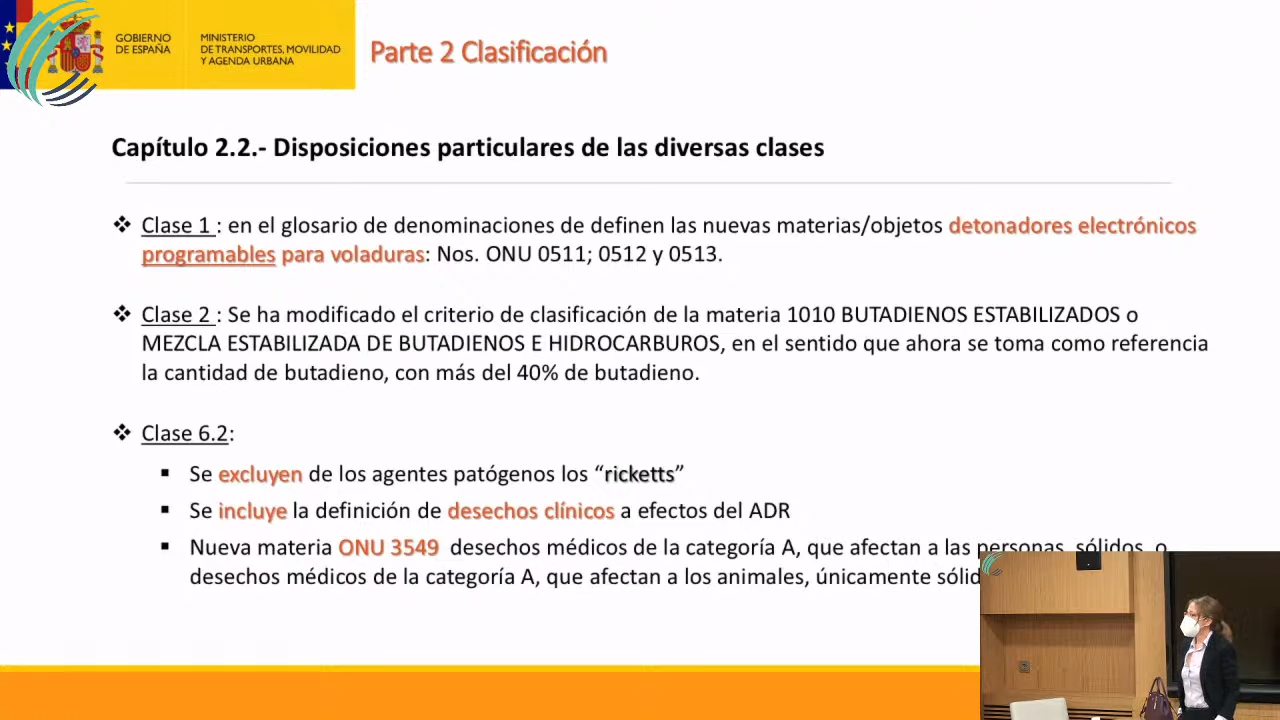 GOBIERNO
DE ESPAÑA
MINISTERIO
DE TRANSPORTES, MOVILIDAD
Y AGENDA URBANA
Parte 2 Clasificación
Capítulo 2.2.- Disposiciones particulares de las diversas clases
❖ Clase 1 : en el glosario de denominaciones de definen las nuevas materias/objetos detonadores electrónicos
programables para voladuras: Nos. ONU 0511; 0512 y 0513.
❖ Clase 2 : Se ha modificado el criterio de clasificación de la materia 1010 BUTADIENOS ESTABILIZADOS o
MEZCLA ESTABILIZADA DE BUTADIENOS E HIDROCARBUROS, en el sentido que ahora se toma como referencia
la cantidad de butadieno, con más del 40% de butadieno.
❖ Clase 6.2:
▪ Se excluyen de los agentes patógenos los “ricketts”
▪ Se incluye la definición de desechos clínicos a efectos del ADR
▪ Nueva materia ONU 3549 desechos médicos de la categoría A, que afectan a las personas, sólidos, o
desechos médicos de la categoría A, que afectan a los animales, únicamente